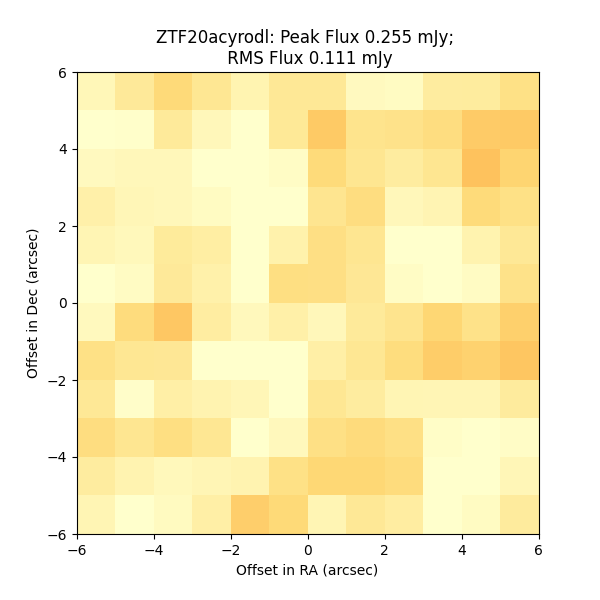 ZTF20acyrodl: Peak Flux 0.255 mJy;
RMS Flux 0.111 mJy
6
4
2
0
−2
−4
−6
Offset in Dec (arcsec)
−6 −4 −2 0 2 4 6
Offset in RA (arcsec)